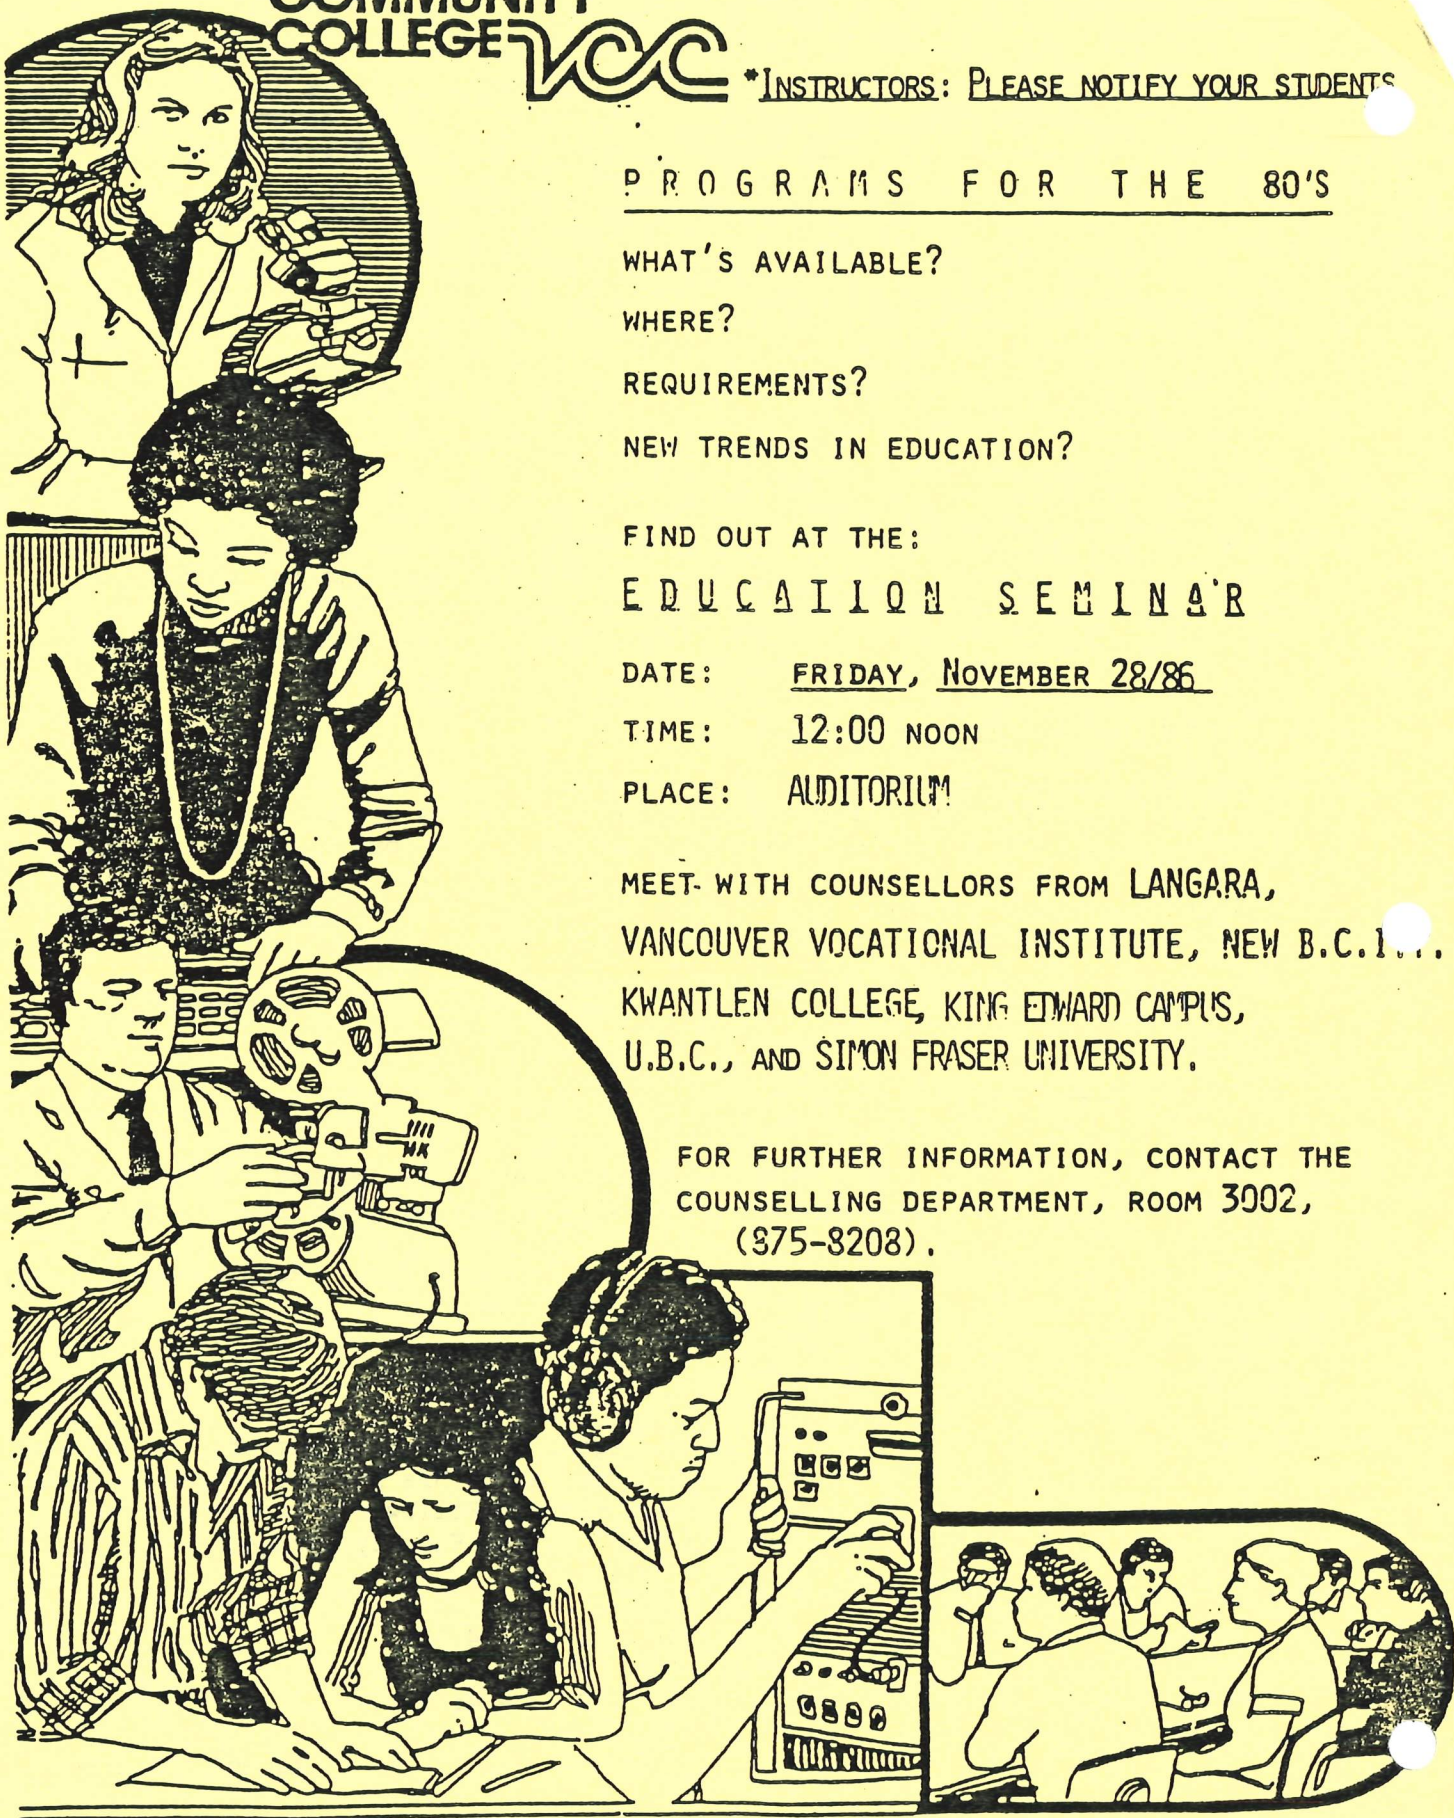 COMMUNITY
COLLEGE VCC
*INSTRUCTORS: PLEASE NOTIFY YOUR STUDENTS
PROGRAMS FOR THE 80'S
WHAT'S AVAILABLE?
WHERE?
REQUIREMENTS?
NEW TRENDS IN EDUCATION?
FIND OUT AT THE:
EDUCATION SEMINAR
DATE: FRIDAY, NOVEMBER 28/86
TIME: 12:00 NOON
PLACE: AUDITORIUM
MEET WITH COUNSELLORS FROM LANGARA,
VANCOUVER VOCATIONAL INSTITUTE, NEW
KWANTLEN COLLEGE, KING EDWARD CAMPUS,
U.B.C., AND SIMON FRASER UNIVERSITY.
FOR FURTHER INFORMATION, CONTACT THE
COUNSELLING DEPARTMENT, ROOM 3002,
(875-8208).